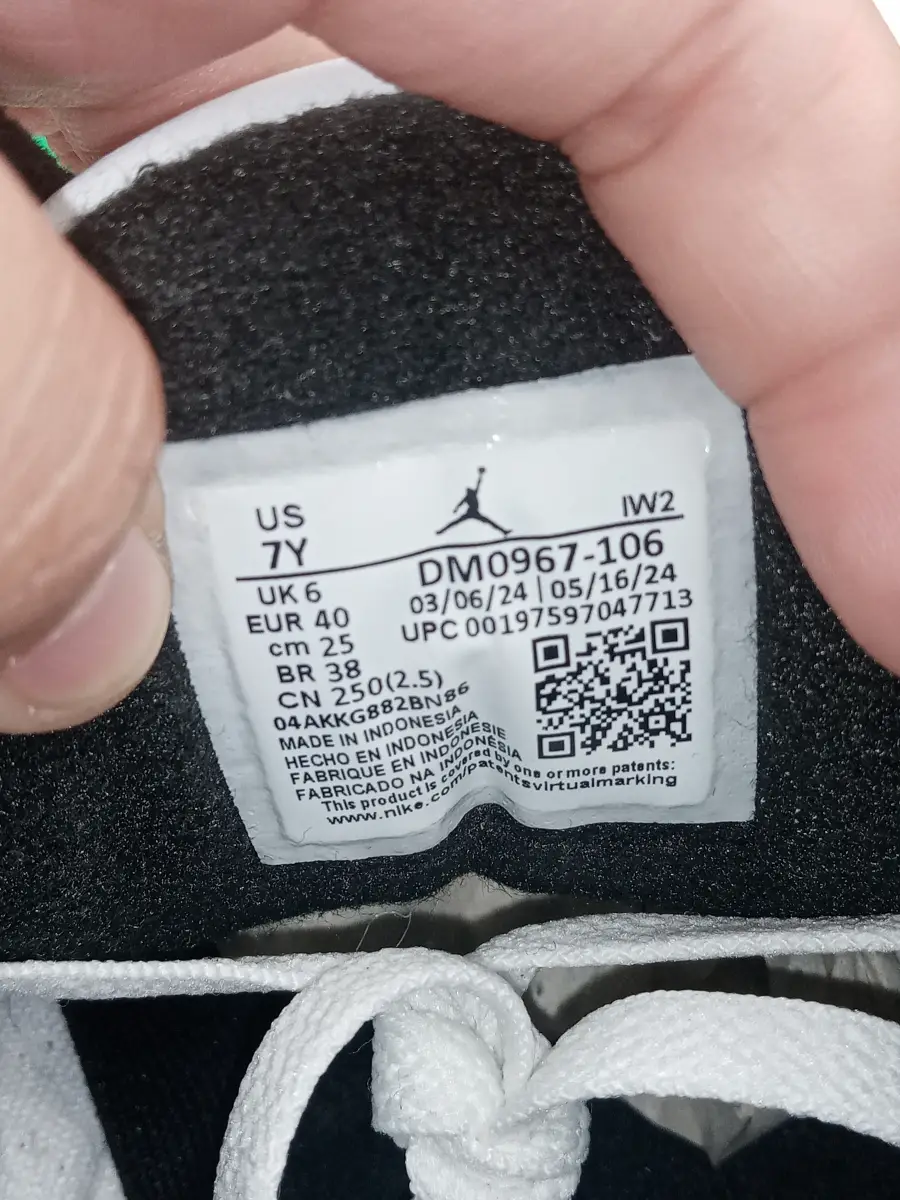 US
7Y
IW2
DM0967-106
03/06/24 | 05/16/24
UPC 00197597047713
UK 6
EUR 40
cm 25
BR 38
CN 250(2.5)
04AKKG882BN86
MADE IN INDONESIA
HECHO EN INDONESIA
FABRIQUE EN INDONESIE
FABRICADO NA INDONÉSIA
This product is covered by one or more patents:
www.nike.com/patentsvirtualmarking